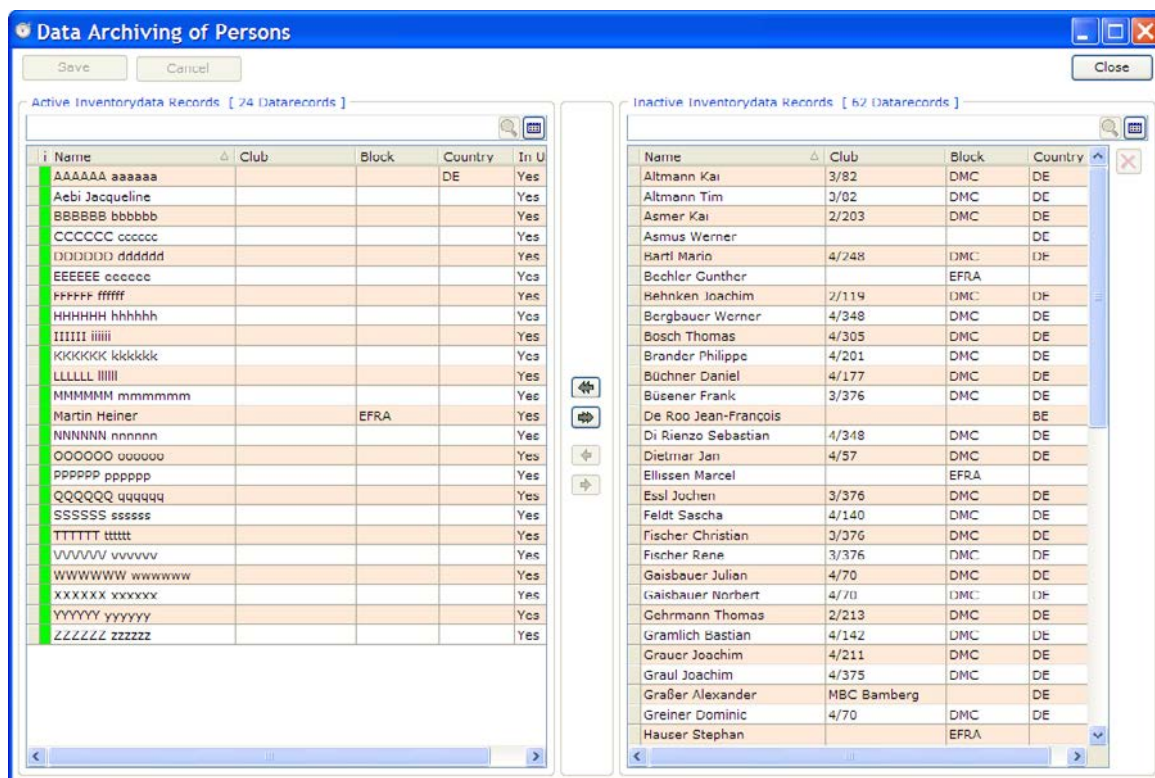 Data Archiving of Persons
Save Cancel Close
Active Inventorydata Records [ 24 Datarecords ]
i Name Club Block Country In U
AAAAAA aaaaaa DE Yes
Aebi Jacqueline Yes
BBBBBB bbbbbb Yes
CCCCCC cccccc Yes
DDDDDD dddddd Yes
EEEEEE eeeeee Yes
FFFFFF ffffff Yes
HHHHHH hhhhhh Yes
IIIIII iiiiii Yes
KKKKKK kkkkkk Yes
LLLLLL llllll Yes
MMMMMM mmmmmm Yes
Martin Heiner EFRA Yes
NNNNNN nnnnnn Yes
OOOOOO oooooo Yes
PPPPPP pppppp Yes
QQQQQQ qqqqqq Yes
SSSSSS ssssss Yes
TTTTTT tttttt Yes
VVVVVV vvvvvv Yes
WWWWWW wwwwww Yes
XXXXXX xxxxxx Yes
YYYYYY yyyyyy Yes
ZZZZZZ zzzzzz Yes
Inactive Inventorydata Records [ 62 Datarecords ]
Name Club Block Country
Altmann Kai 3/82 DMC DE
Altmann Tim 3/82 DMC DE
Asmer Kai 2/203 DMC DE
Asmus Werner DE
Bartl Mario 4/248 DMC DE
Bechler Gunther EFRA
Behnken Joachim 2/119 DMC DE
Bergbauer Werner 4/348 DMC DE
Bosch Thomas 4/305 DMC DE
Brander Philippe 4/201 DMC DE
Büchner Daniel 4/177 DMC DE
Büsener Frank 3/376 DMC DE
De Roo Jean-François BE
Di Rienzo Sebastian 4/348 DMC DE
Dietmar Jan 4/57 DMC DE
Ellissen Marcel EFRA
Essl Jochen 3/376 DMC DE
Feldt Sascha 4/140 DMC DE
Fischer Christian 3/376 DMC DE
Fischer Rene 3/376 DMC DE
Gaisbauer Julian 4/70 DMC DE
Gaisbauer Norbert 4/70 DMC DE
Gehrmann Thomas 2/213 DMC DE
Gramlich Bastian 4/142 DMC DE
Grauer Joachim 4/211 DMC DE
Graul Joachim 4/375 DMC DE
Graßer Alexander MBC Bamberg DE
Greiner Dominic 4/70 DMC DE
Hauser Stephan EFRA